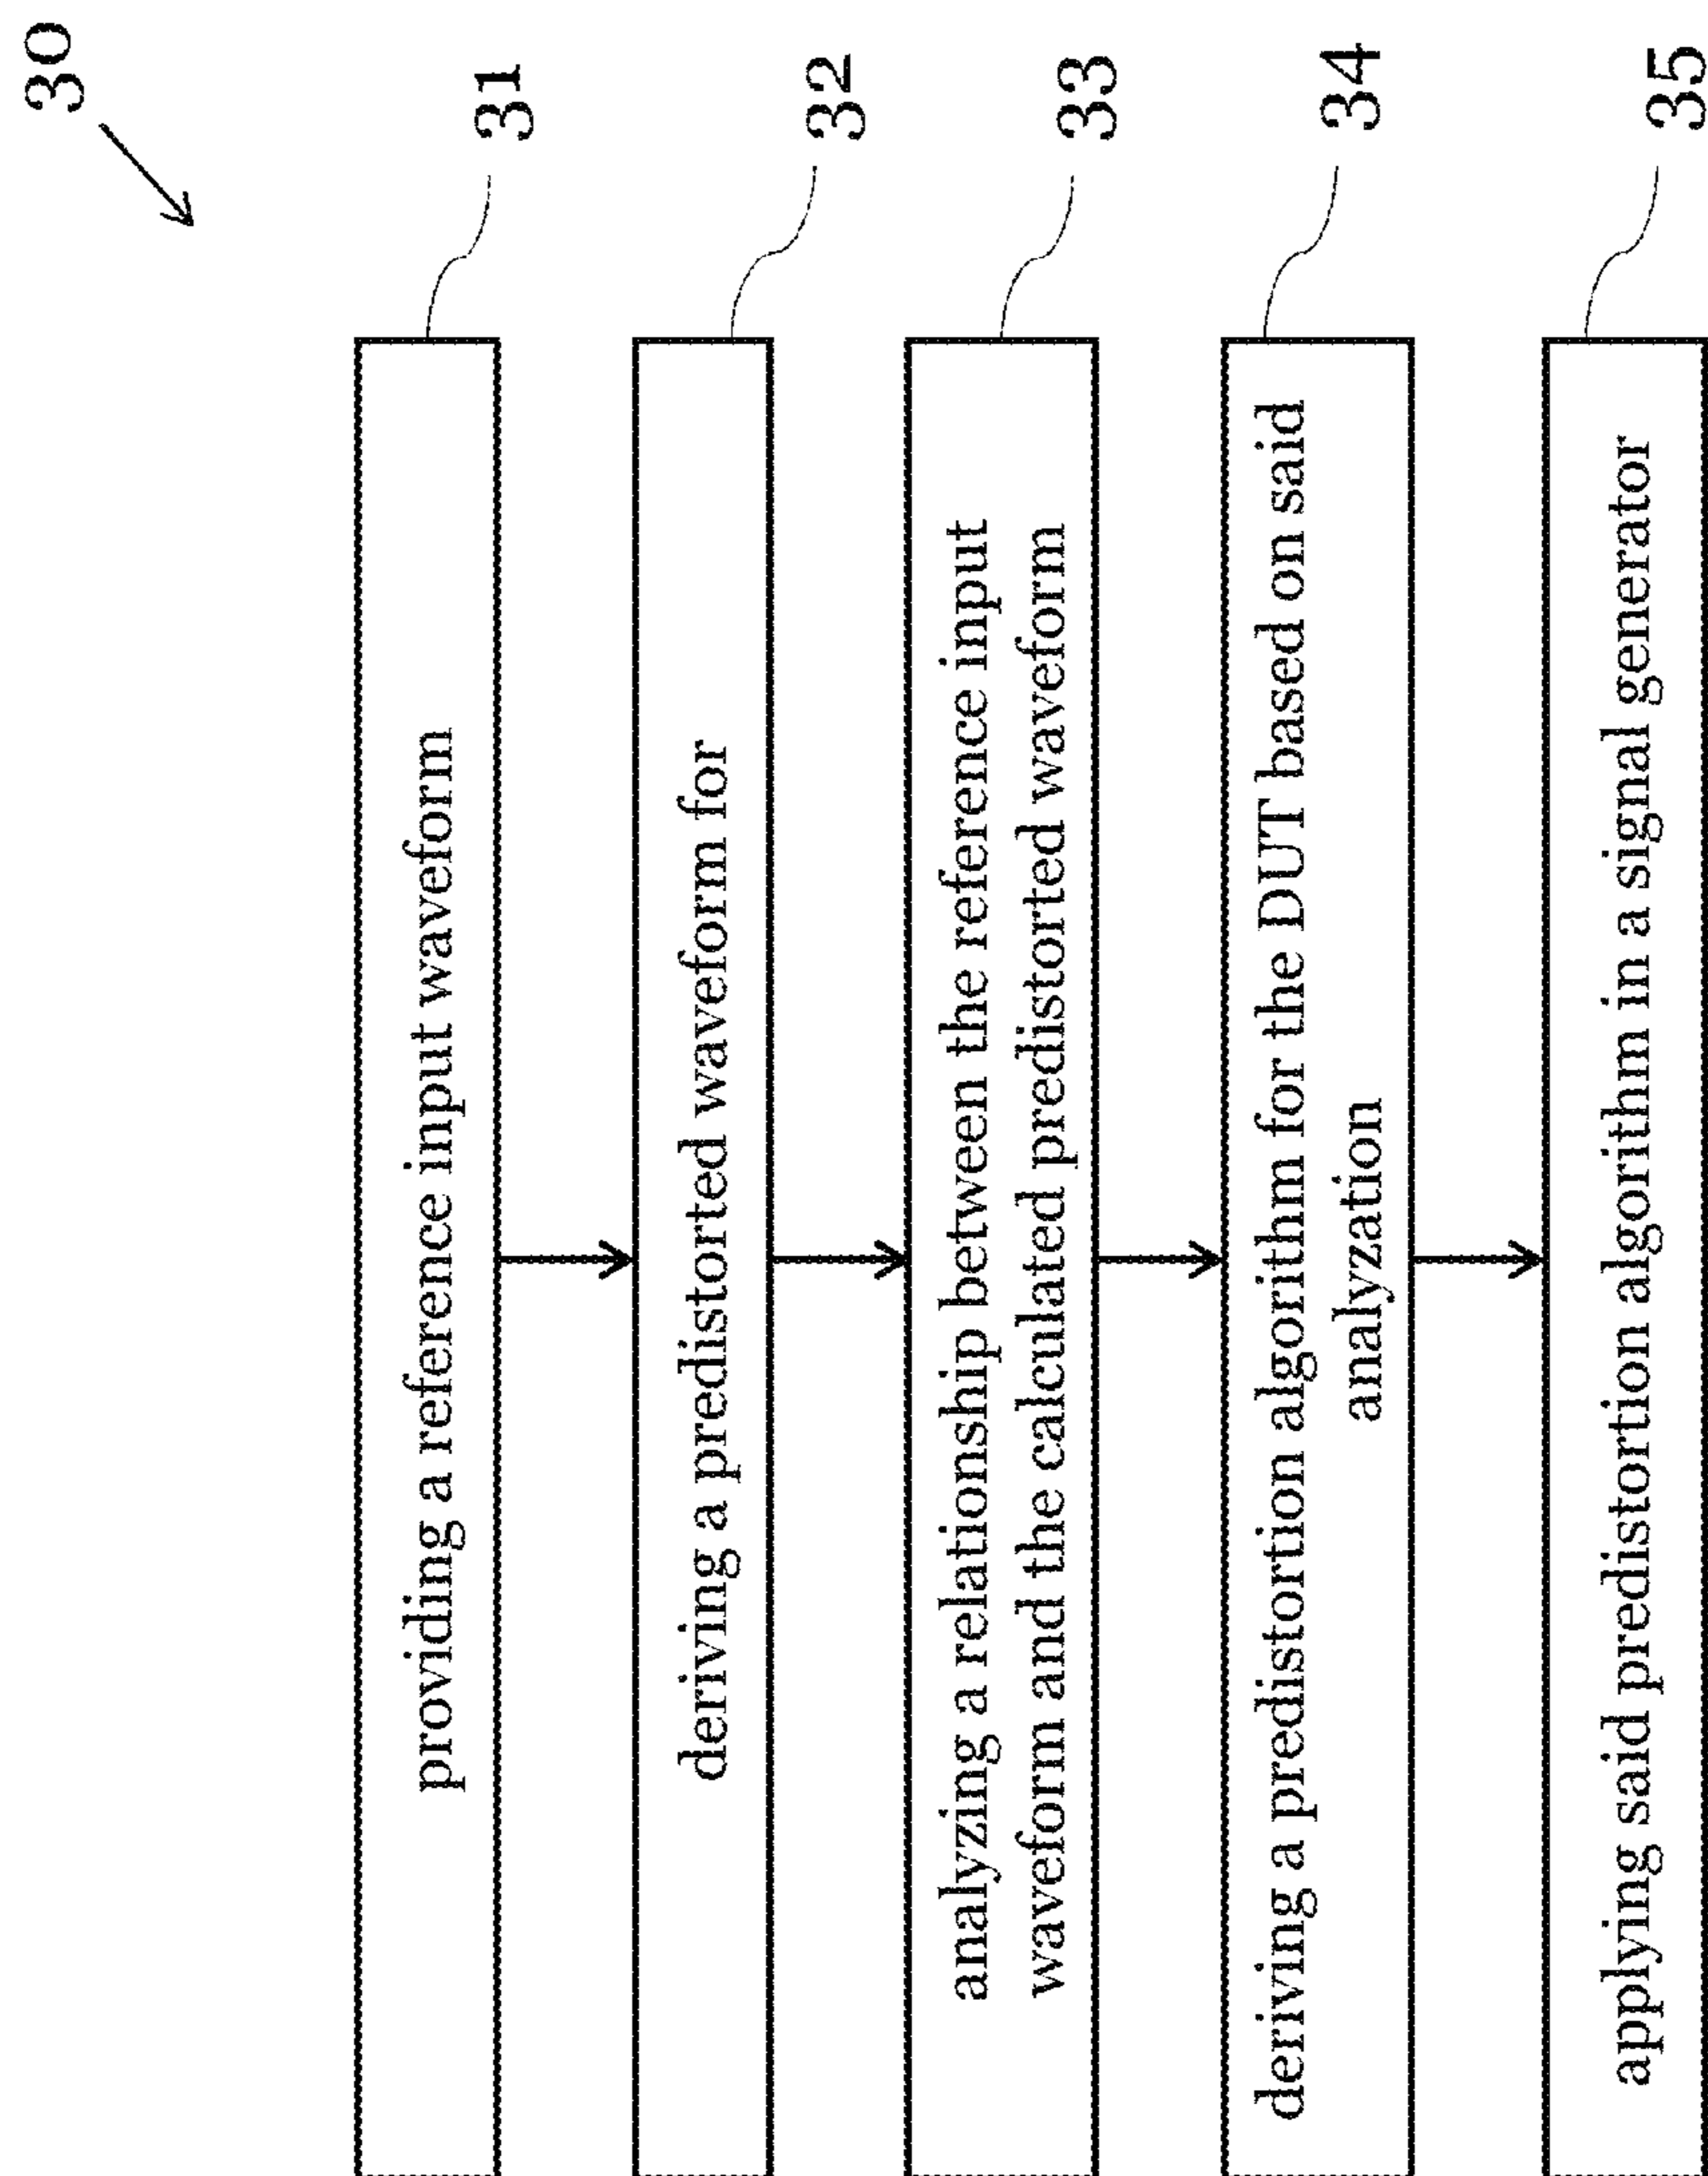 30
providing a reference input waveform
31
deriving a predistorted waveform for
32
analyzing a relationship between the reference input
waveform and the calculated predistorted waveform
33
deriving a predistortion algorithm for the DUT based on said
analyzation
34
applying said predistortion algorithm in a signal generator
35